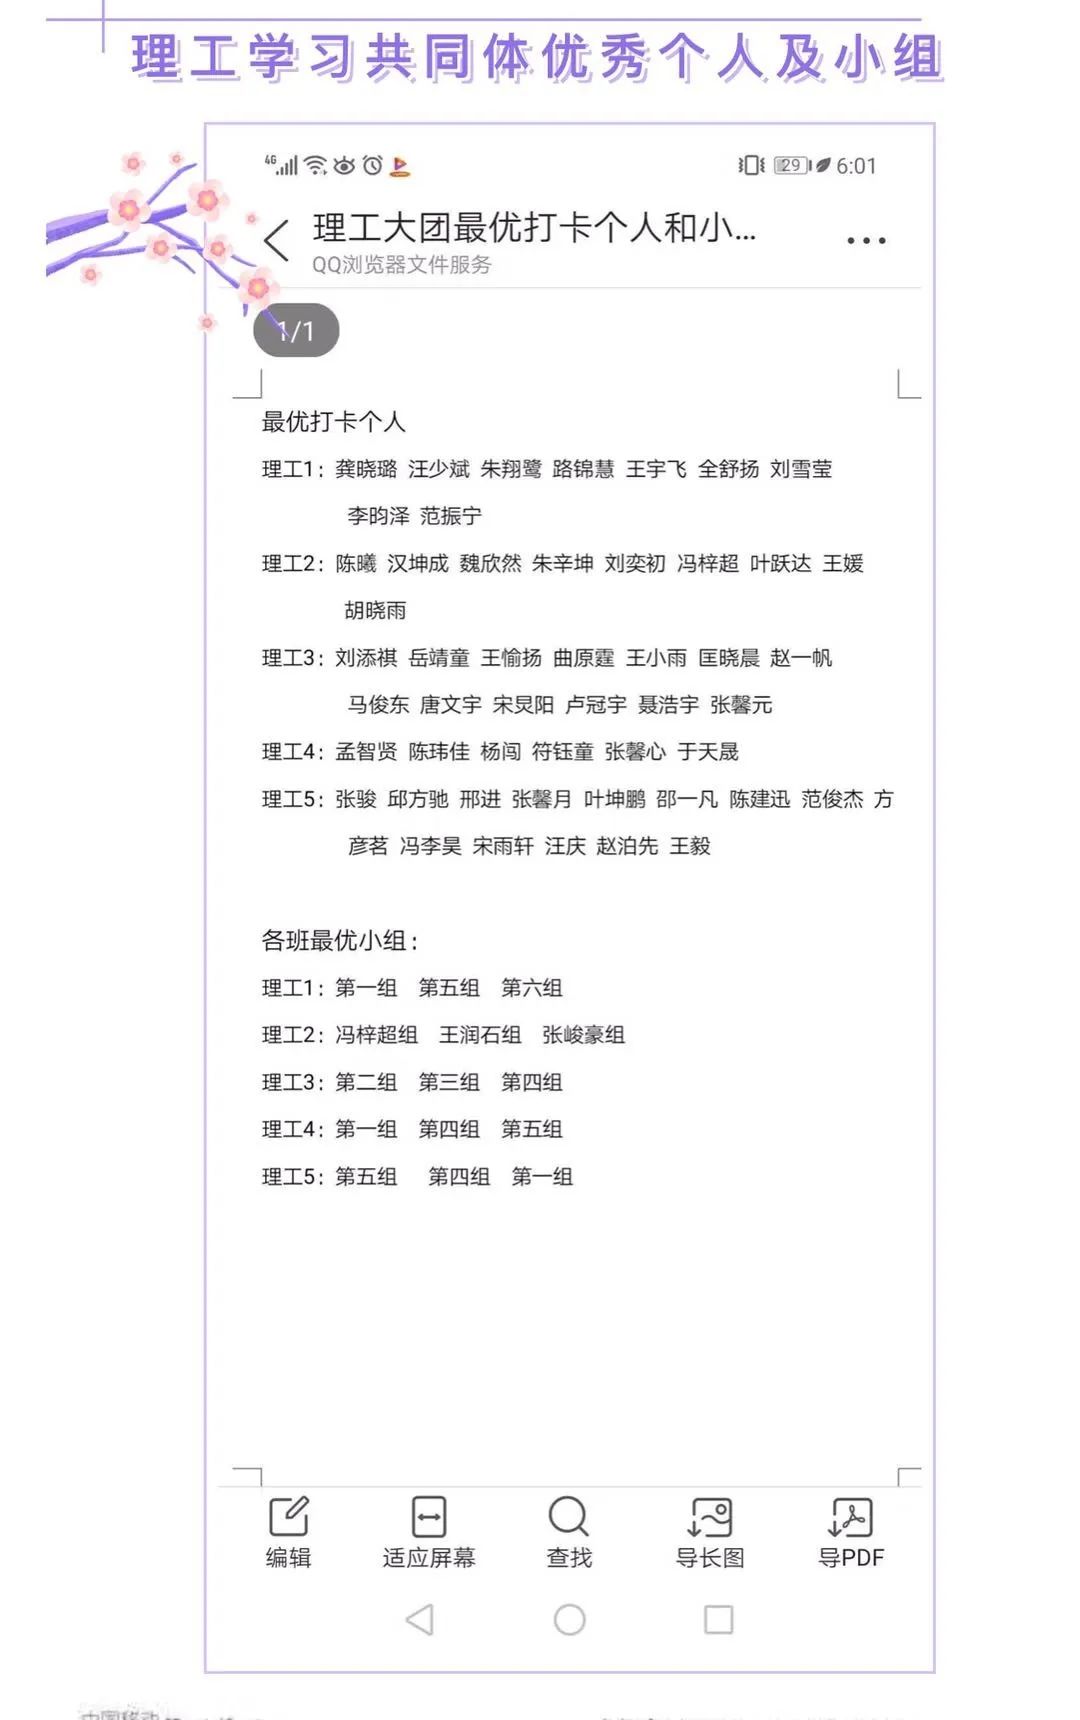 理工学习共同体优秀个人及小组
4G 29 6:01
理工大团最优打卡个人和小...
QQ浏览器文件服务
1/1
最优打卡个人
理工1：龚晓璐 汪少斌 朱翔鹭 路锦慧 王宇飞 全舒扬 刘雪莹
李昀泽 范振宁
理工2：陈曦 汉坤成 魏欣然 朱辛坤 刘奕初 冯梓超 叶跃达 王媛
胡晓雨
理工3：刘添祺 岳靖童 王愉扬 曲原霆 王小雨 匡晓晨 赵一帆
马俊东 唐文宇 宋炅阳 卢冠宇 聂浩宇 张馨元
理工4：孟智贤 陈玮佳 杨闯 符钰童 张馨心 于天晟
理工5：张骏 邱方驰 邢进 张馨月 叶坤鹏 邵一凡 陈建迅 范俊杰 方
彦茗 冯李昊 宋雨轩 汪庆 赵泊先 王毅
各班最优小组：
理工1：第一组 第五组 第六组
理工2：冯梓超组 王润石组 张峻豪组
理工3：第二组 第三组 第四组
理工4：第一组 第四组 第五组
理工5：第五组 第四组 第一组
编辑 适应屏幕 查找 导长图 导PDF